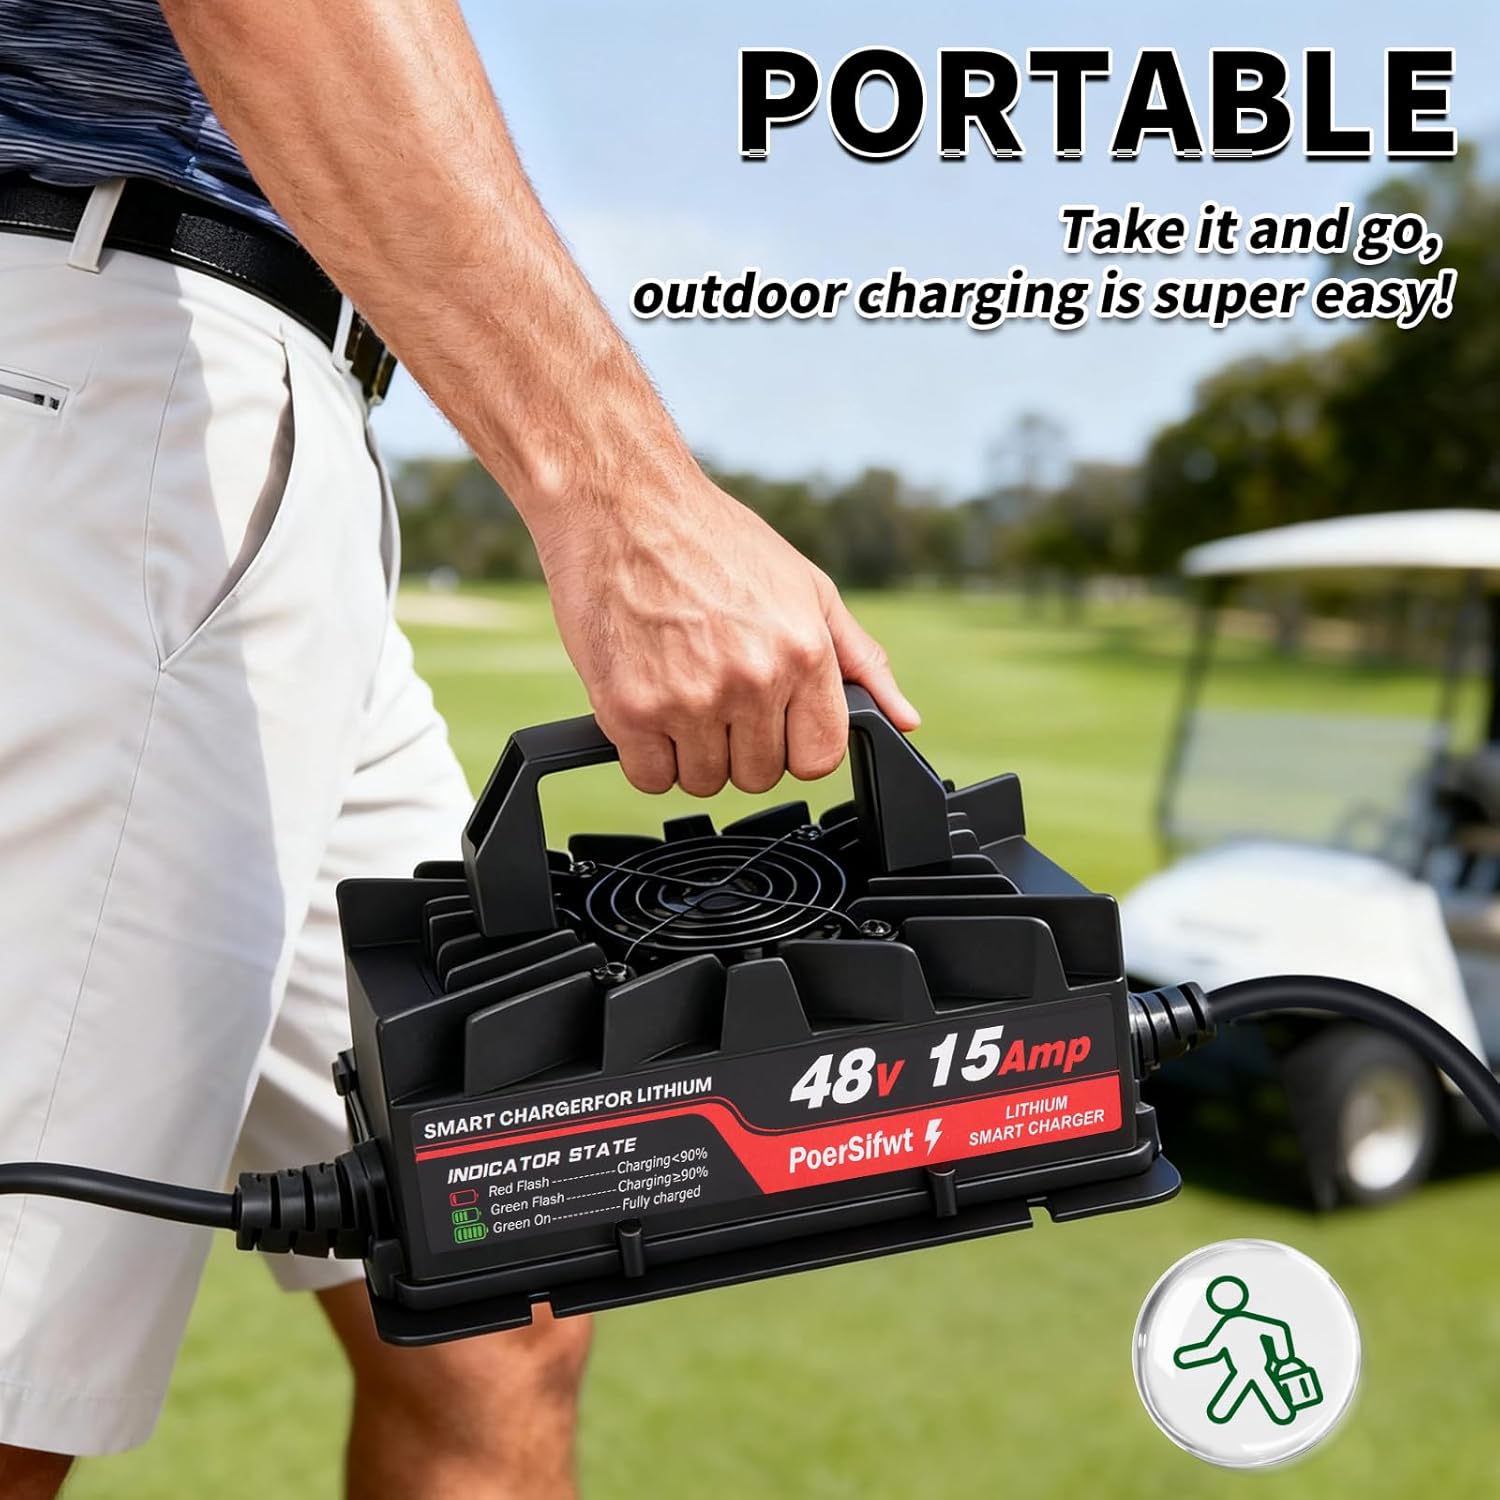 PORTABLE
Take it and go,
outdoor charging is super easy!
48V 15Amp
SMART CHARGERFOR LITHIUM
INDICATOR STATE
Red Flash ------------ Charging<90%
Green Flash ---------- Charging≥90%
Green On ------------- Fully charged
PoerSifwt
LITHIUM
SMART CHARGER